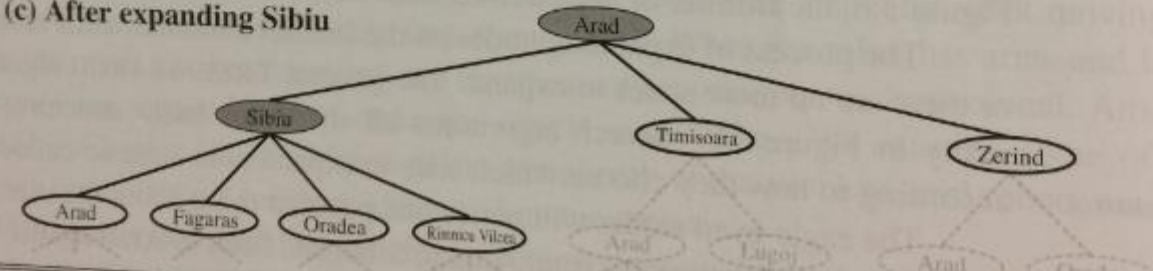 (c) After expanding Sibiu
Arad
Sibiu
Timisoara
Zerind
Arad
Fagaras
Oradea
Rimnicu Vilcea
Arad
Lugoj
Arad